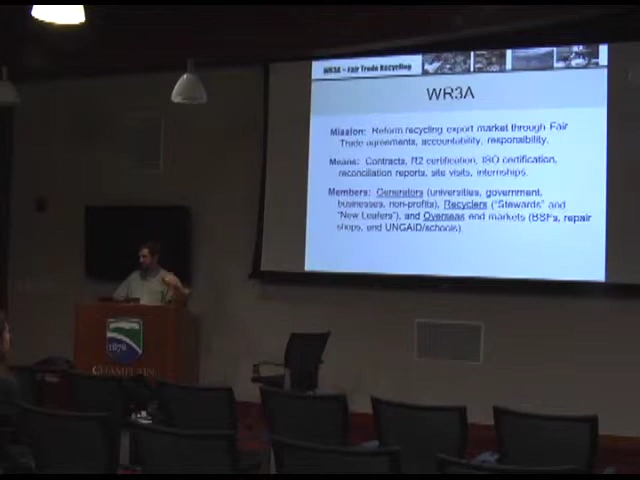 WR3A – Fair Trade Recycling
WR3A
Mission: Reform recycling export market through Fair
Trade agreements, accountability, responsibility.
Means: Contracts, R2 certification, ISO certification,
reconciliation reports, site visits, internships.
Members: Generators (universities, government,
businesses, non-profits), Recyclers ("Stewards" and
"New Leafers"), and Overseas end markets (BSFs, repair
shops, and UNGAID/schools)
1878
CHAMPLAIN